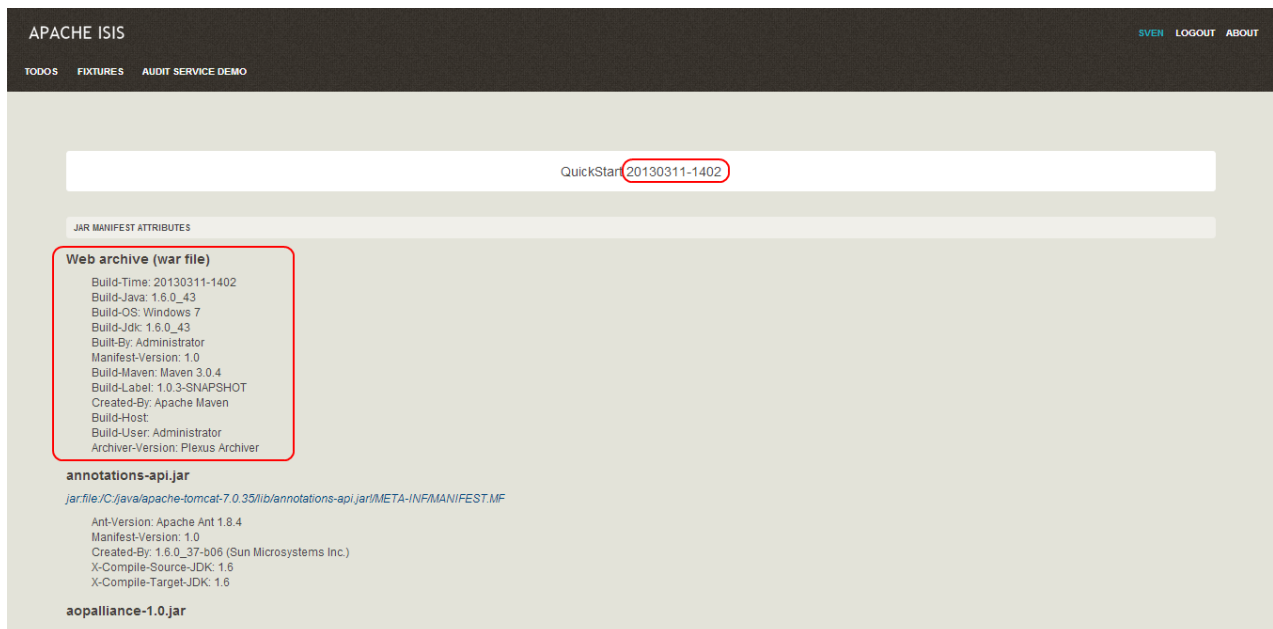 APACHE ISIS
SVEN LOGOUT ABOUT
TODOS FIXTURES AUDIT SERVICE DEMO
QuickStart 20130311-1402
JAR MANIFEST ATTRIBUTES
Web archive (war file)
Build-Time: 20130311-1402
Build-Java: 1.6.0_43
Build-OS: Windows 7
Build-Jdk: 1.6.0_43
Built-By: Administrator
Manifest-Version: 1.0
Build-Maven: Maven 3.0.4
Build-Label: 1.0.3-SNAPSHOT
Created-By: Apache Maven
Build-Host:
Build-User: Administrator
Archiver-Version: Plexus Archiver
annotations-api.jar
jar:file:/C:/java/apache-tomcat-7.0.35/lib/annotations-api.jar!/META-INF/MANIFEST.MF
Ant-Version: Apache Ant 1.8.4
Manifest-Version: 1.0
Created-By: 1.6.0_37-b06 (Sun Microsystems Inc.)
X-Compile-Source-JDK: 1.6
X-Compile-Target-JDK: 1.6
aopalliance-1.0.jar